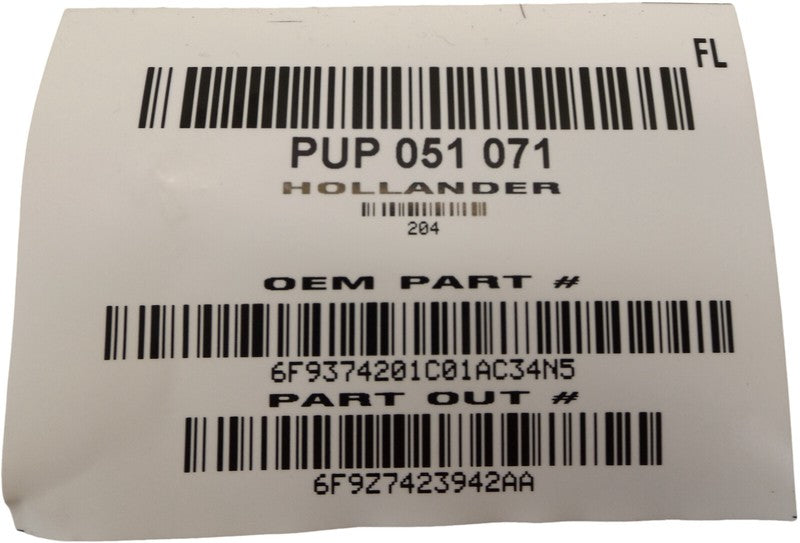 FL
PUP 051 071
HOLLANDER
204
OEM PART #
6F9374201C01AC34N5
PART OUT #
6F9Z7423942AA